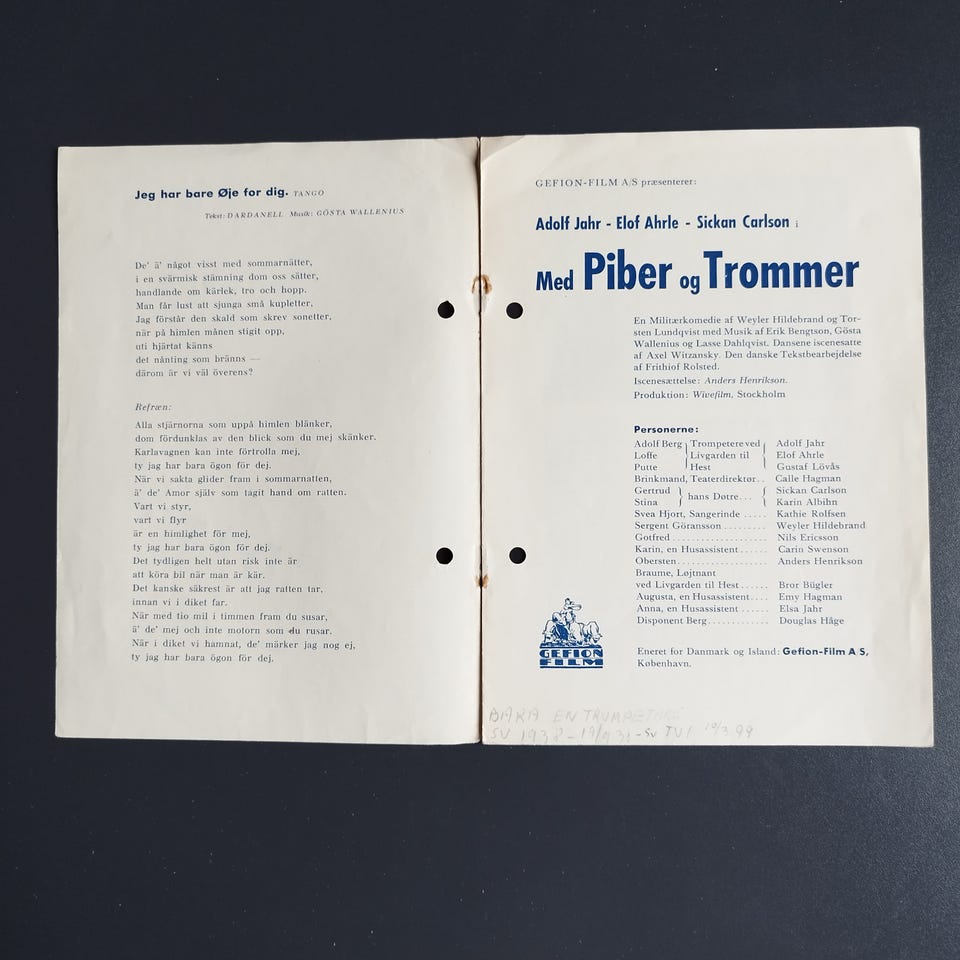 Jeg har bare Øje for dig. TANGO
Tekst: DARDANELL Musik: GÖSTA WALLENIUS
De' ä' något visst med sommarnätter,
i en svärmisk stämning dom oss sätter,
handlande om kärlek, tro och hopp.
Man får lust att sjunga små kupletter,
Jag förstår den skald som skrev sonetter,
når på himlen månen stigit opp,
uti hjärtat känns
det nånting som bränns —
därom är vi väl överens?
Refræn:
Alla stjärnorna som uppå himlen blänker,
dom fördunklas av den blick som du mej skänker.
Karlavagnen kan inte förtrolla mej,
ty jag har bara ögon för dej.
När vi sakta glider fram i sommarnatten,
ä' de' Amor själv som tagit hand om ratten.
Vart vi styr,
vart vi flyr
är en himlighet för mej,
ty jag har bara ögon för dej.
Det tydligen helt utan risk inte är
att köra bil när man är kär.
Det kanske säkrest är att jag ratten tar,
innan vi i diket far.
När med tio mil i timmen fram du susar,
ä' de' mej och inte motorn som du rusar.
När i diket vi hamnat, de' märker jag nog ej,
ty jag har bara ögon för dej.
GEFION-FILM A/S præsenterer:
Adolf Jahr - Elof Ahrle - Sickan Carlson i
Med Piber og Trommer
En Militærkomedie af Weyler Hildebrand og Tor-
sten Lundqvist med Musik af Erik Bengtson, Gösta
Wallenius og Lasse Dahlqvist. Dansene iscenesatte
af Axel Witzansky. Den danske Tekstbearbejdelse
af Frithiof Rolsted.
Iscenesættelse: Anders Henrikson.
Produktion: Wivefilm, Stockholm
Personerne:
Adolf Berg Trompetere ved Adolf Jahr
Loffe Livgarden til Elof Ahrle
Putte Hest Gustaf Lövås
Brinkmand, Teaterdirektør.. Calle Hagman
Gertrud Sickan Carlson
hans Døtre...
Stina Karin Albihn
Svea Hjort, Sangerinde ..... Kathie Rolfsen
Sergent Göransson ......... Weyler Hildebrand
Gotfred .................. Nils Ericsson
Karin, en Husassistent...... Carin Swenson
Obersten.................. Anders Henrikson
Braume, Løjtnant
ved Livgarden til Hest...... Bror Bügler
Augusta, en Husassistent.... Emy Hagman
Anna, en Husassistent ...... Elsa Jahr
Disponent Berg............. Douglas Håge
GEFION
FILM
Eneret for Danmark og Island: Gefion-Film A/S,
København.
BARA EN TRUMPETARE
SV 1938 - 19/9 38 - SV TV1 10/3 99